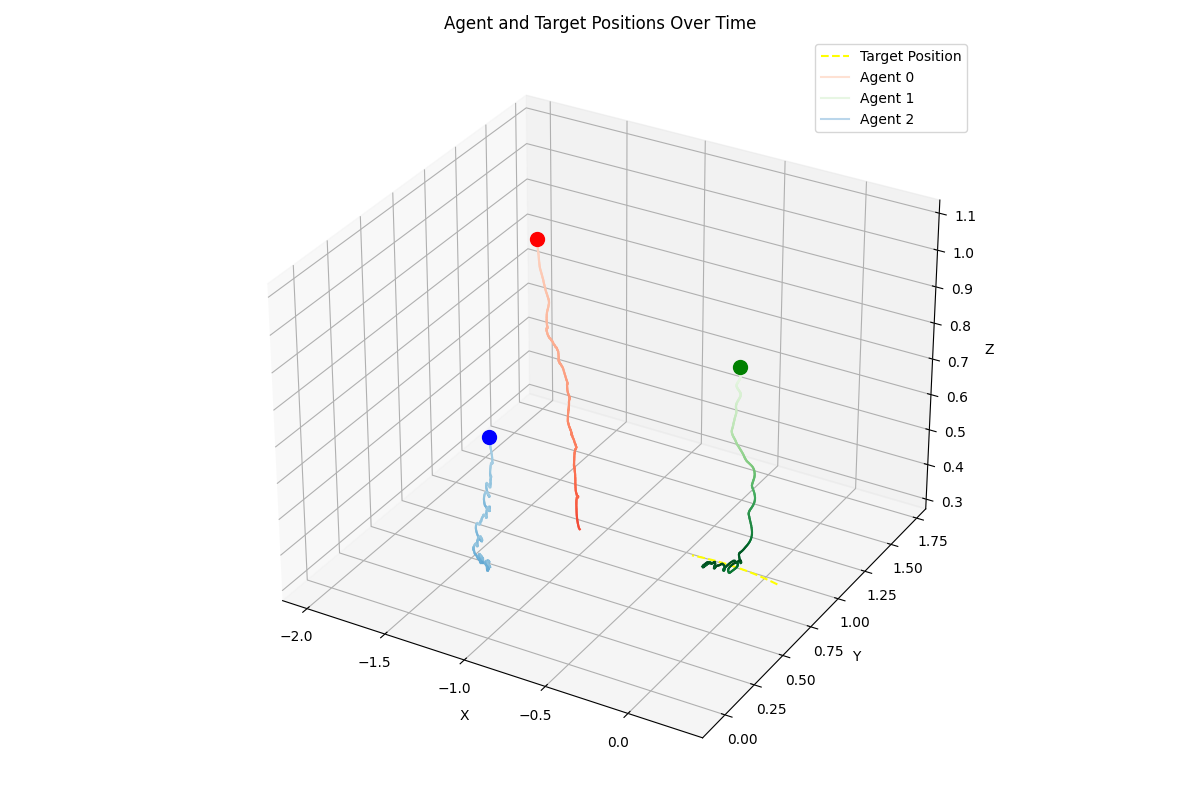 Agent and Target Positions Over Time
Target Position
Agent 0
Agent 1
Agent 2
1.1
1.0
0.9
0.8
0.7
0.6
0.5
0.4
0.3
Z
1.75
1.50
1.25
1.00
0.75
0.50
0.25
0.00
Y
−2.0
−1.5
−1.0
−0.5
0.0
X